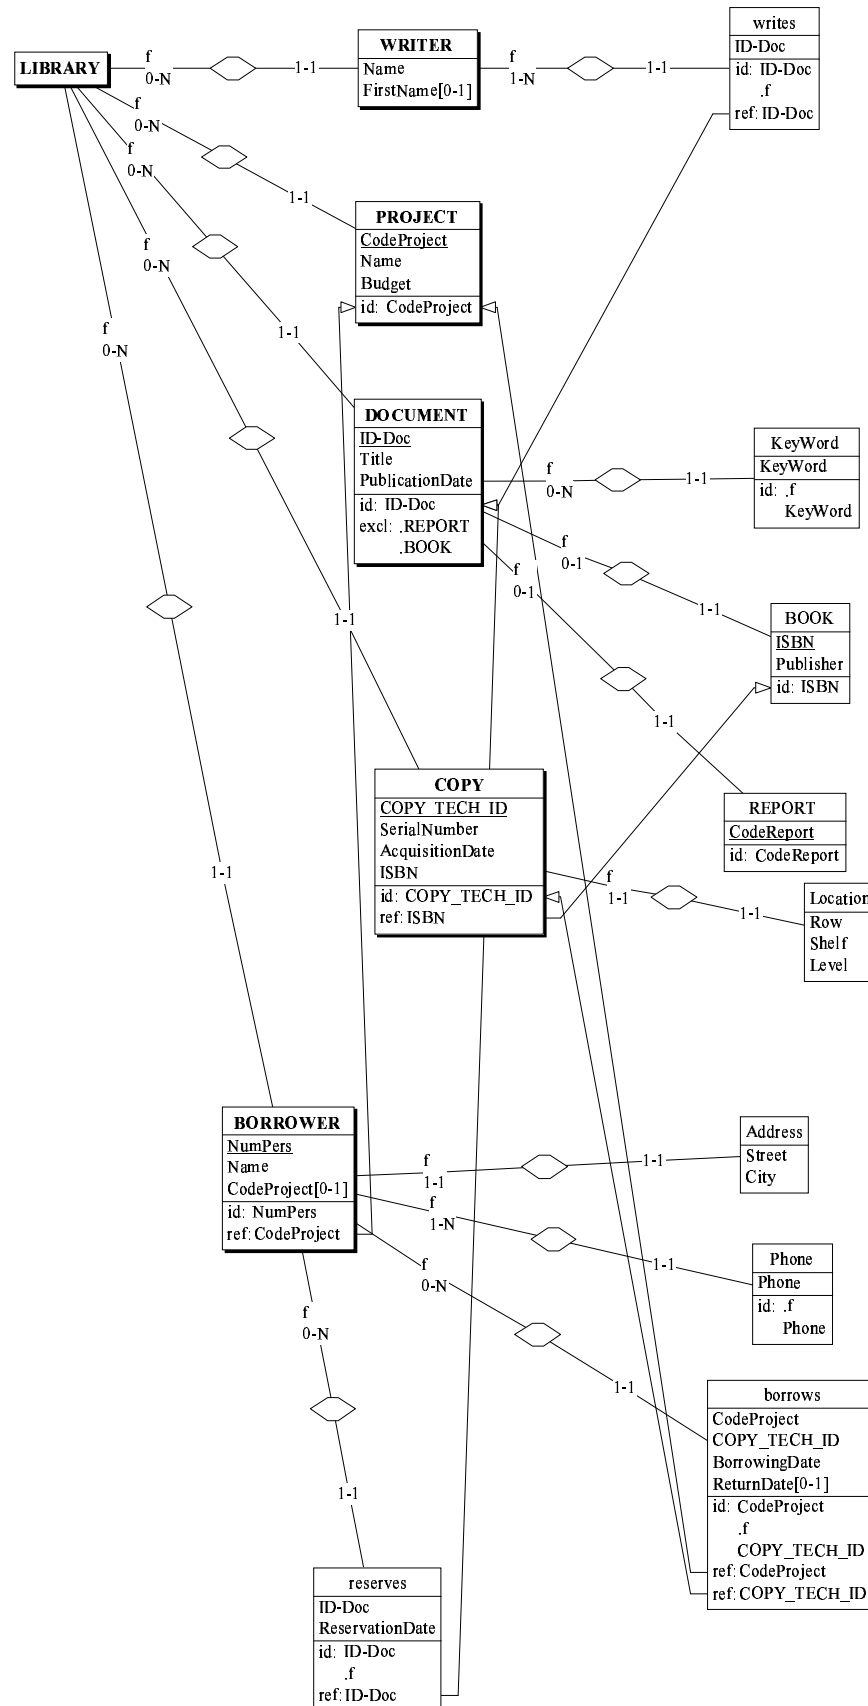 writes
ID-Doc
id: ID-Doc
.f
ref: ID-Doc
LIBRARY
f
0-N
1-1
WRITER
Name
FirstName[0-1]
f
1-N
1-1
f
0-N
1-1
f
0-N
1-1
f
0-N
1-1
f
0-N
1-1
PROJECT
CodeProject
Name
Budget
id: CodeProject
DOCUMENT
ID-Doc
Title
PublicationDate
id: ID-Doc
excl: .REPORT
.BOOK
f
0-N
1-1
KeyWord
KeyWord
id: .f
KeyWord
f
0-1
1-1
BOOK
ISBN
Publisher
id: ISBN
f
0-1
1-1
REPORT
CodeReport
id: CodeReport
COPY
COPY_TECH_ID
SerialNumber
AcquisitionDate
ISBN
id: COPY_TECH_ID
ref: ISBN
f
1-1
1-1
Location
Row
Shelf
Level
BORROWER
NumPers
Name
CodeProject[0-1]
id: NumPers
ref: CodeProject
f
1-1
1-1
Address
Street
City
f
1-N
1-1
Phone
Phone
id: .f
Phone
f
0-N
1-1
borrows
CodeProject
COPY_TECH_ID
BorrowingDate
ReturnDate[0-1]
id: CodeProject
.f
COPY_TECH_ID
ref: CodeProject
ref: COPY_TECH_ID
f
0-N
1-1
reserves
ID-Doc
ReservationDate
id: ID-Doc
.f
ref: ID-Doc